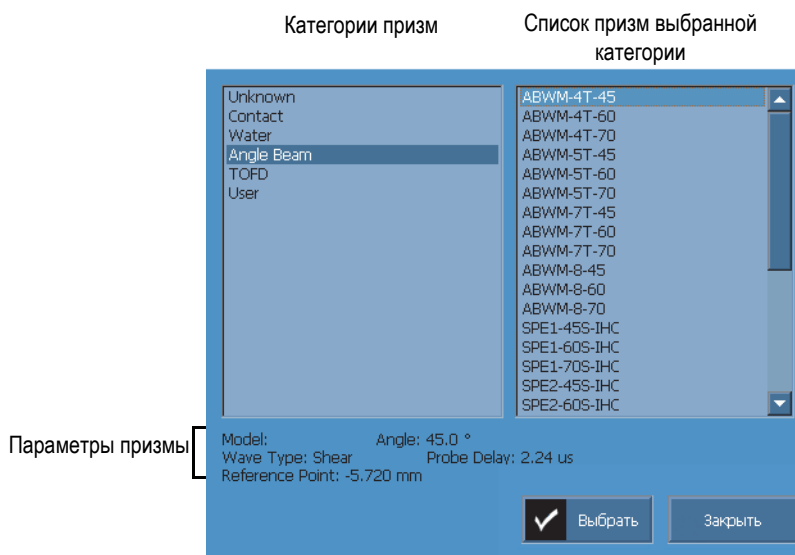 Категории призм
Список призм выбранной
категории
Unknown
Contact
Water
Angle Beam
TOFD
User
ABWM-4T-45
ABWM-4T-60
ABWM-4T-70
ABWM-5T-45
ABWM-5T-60
ABWM-5T-70
ABWM-7T-45
ABWM-7T-60
ABWM-7T-70
ABWM-8-45
ABWM-8-60
ABWM-8-70
SPE1-45S-IHC
SPE1-60S-IHC
SPE1-70S-IHC
SPE2-45S-IHC
SPE2-60S-IHC
Параметры призмы
Model: Angle: 45.0 °
Wave Type: Shear Probe Delay: 2.24 us
Reference Point: -5.720 mm
Выбрать Закрыть